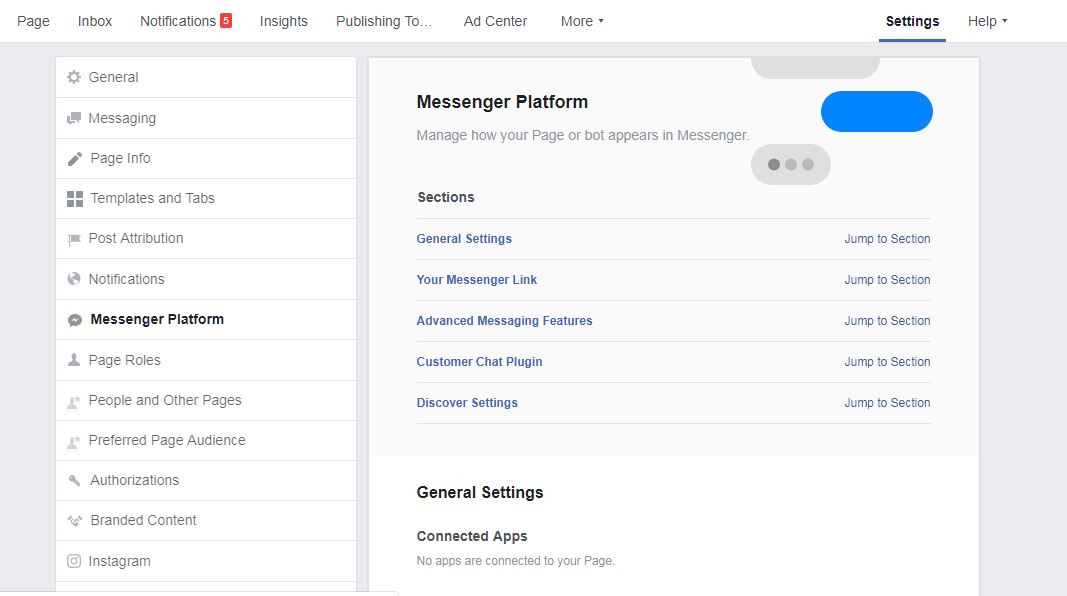 Page Inbox Notifications 5 Insights Publishing To… Ad Center More Settings Help
General
Messaging
Page Info
Templates and Tabs
Post Attribution
Notifications
Messenger Platform
Page Roles
People and Other Pages
Preferred Page Audience
Authorizations
Branded Content
Instagram
Messenger Platform
Manage how your Page or bot appears in Messenger.
Sections
General Settings Jump to Section
Your Messenger Link Jump to Section
Advanced Messaging Features Jump to Section
Customer Chat Plugin Jump to Section
Discover Settings Jump to Section
General Settings
Connected Apps
No apps are connected to your Page.